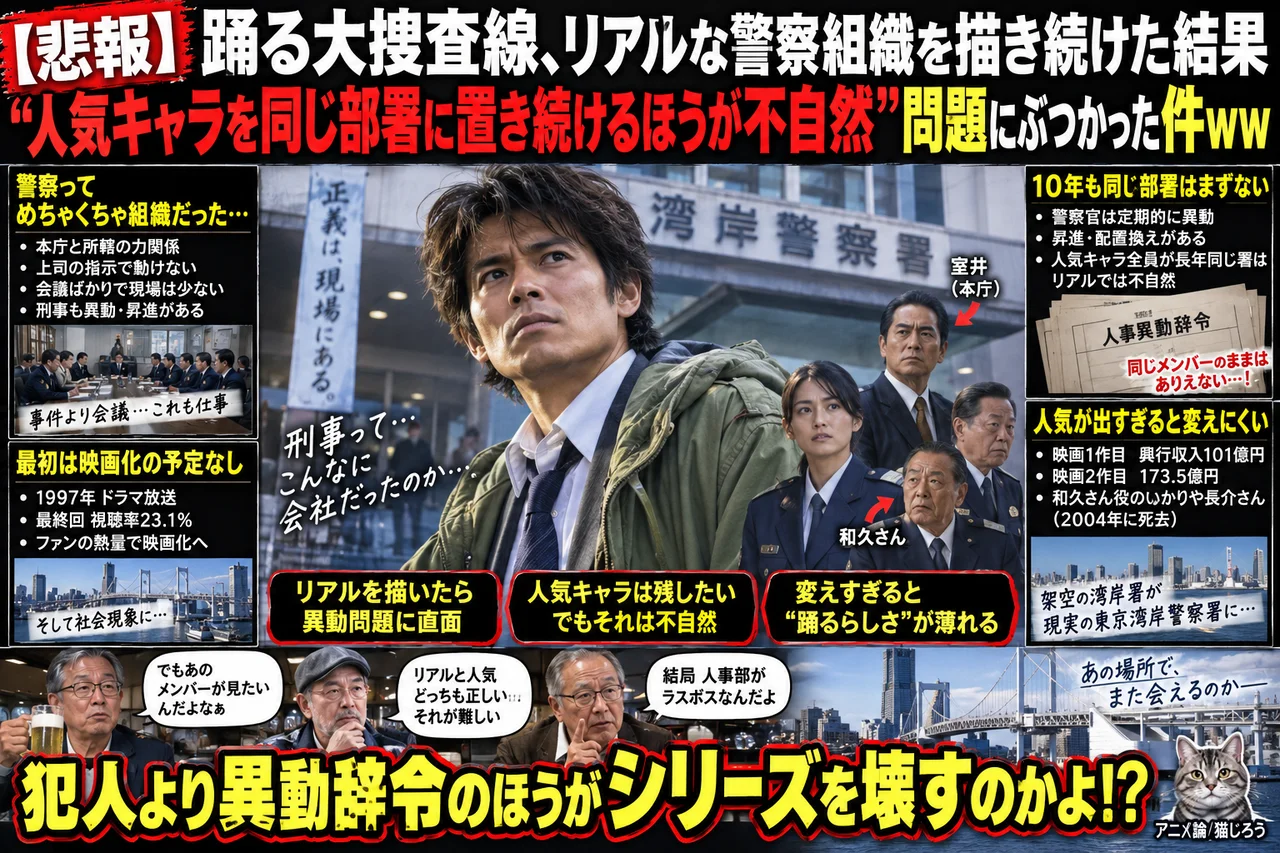 【悲報】踊る大捜査線、リアルな警察組織を描き続けた結果
“人気キャラを同じ部署に置き続けるほうが不自然”問題にぶつかった件ww
警察って
めちゃくちゃ組織だった…
• 本庁と所轄の力関係
• 上司の指示で動けない
• 会議ばかりで現場は少ない
• 刑事も異動・昇進がある
事件より会議…これも仕事
最初は映画化の予定なし
• 1997年 ドラマ放送
• 最終回 視聴率23.1%
• ファンの熱量で映画化へ
そして社会現象に…
正義は、現場にある。
湾岸警察署
刑事って…
こんなに
会社だったのか…
室井
（本庁）
和久さん
リアルを描いたら
異動問題に直面
人気キャラは残したい
でもそれは不自然
変えすぎると
“踊るらしさ”が薄れる
10年も同じ部署はまずない
• 警察官は定期的に異動
• 昇進・配置換えがある
• 人気キャラ全員が長年同じ署は
リアルでは不自然
人事異動辞令
同じメンバーのままは
ありえない…！
人気が出すぎると変えにくい
• 映画1作目 興行収入101億円
• 映画2作目 173.5億円
• 和久さん役のいかりや長介さん
（2004年に死去）
架空の湾岸署が
現実の東京湾岸警察署に…
でもあの
メンバーが見たい
んだよなぁ
リアルと人気
どっちも正しい…
それが難しい
結局 人事部が
ラスボスなんだよ
あの場所で、
また会えるのか──
犯人より異動辞令のほうがシリーズを壊すのかよ!?
アニメ論/猫じろう